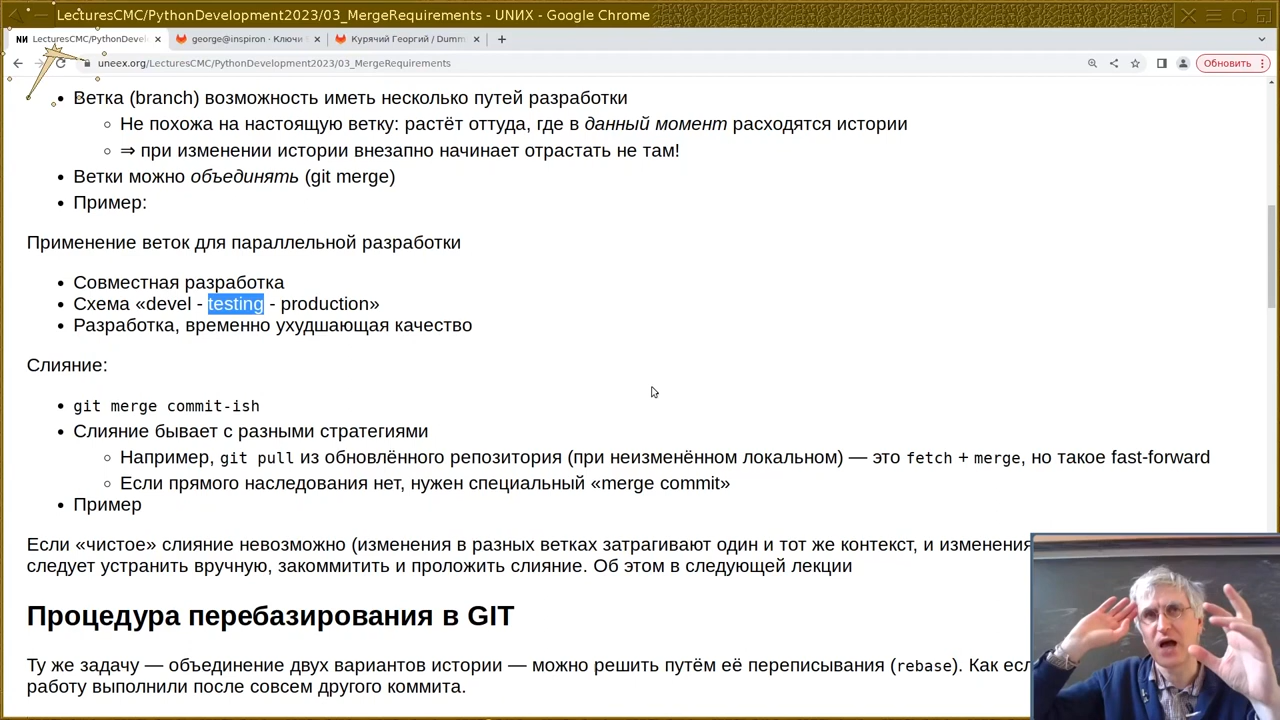 LecturesCMC/PythonDevelopment2023/03_MergeRequirements - UNИX - Google Chrome
LecturesCMC/PythonDevel
george@inspiron · Ключи
Курячий Георгий / Dumm
uneex.org/LecturesCMC/PythonDevelopment2023/03_MergeRequirements
Обновить
Ветка (branch) возможность иметь несколько путей разработки
Не похожа на настоящую ветку: растёт оттуда, где в данный момент расходятся истории
⇒ при изменении истории внезапно начинает отрастать не там!
Ветки можно объединять (git merge)
Пример:
Применение веток для параллельной разработки
Совместная разработка
Схема «devel - testing - production»
Разработка, временно ухудшающая качество
Слияние:
git merge commit-ish
Слияние бывает с разными стратегиями
Например, git pull из обновлённого репозитория (при неизменённом локальном) — это fetch + merge, но такое fast-forward
Если прямого наследования нет, нужен специальный «merge commit»
Пример
Если «чистое» слияние невозможно (изменения в разных ветках затрагивают один и тот же контекст, и изменения
следует устранить вручную, закоммитить и проложить слияние. Об этом в следующей лекции
Процедура перебазирования в GIT
Ту же задачу — объединение двух вариантов истории — можно решить путём её переписывания (rebase). Как есл
работу выполнили после совсем другого коммита.